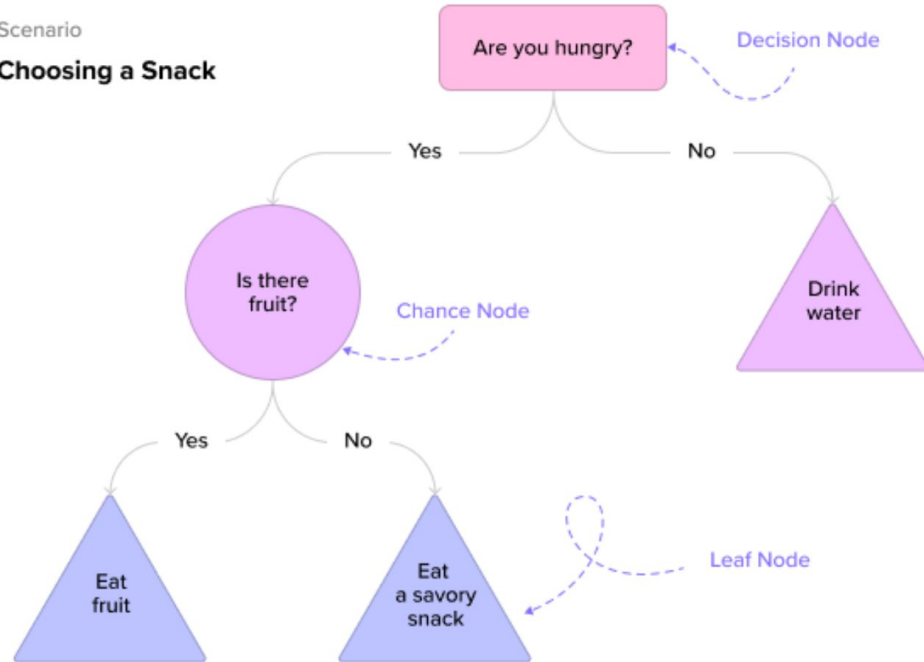 Scenario
Choosing a Snack
Are you hungry?
Decision Node
Yes
No
Is there
fruit?
Chance Node
Drink
water
Yes
No
Eat
fruit
Eat
a savory
snack
Leaf Node